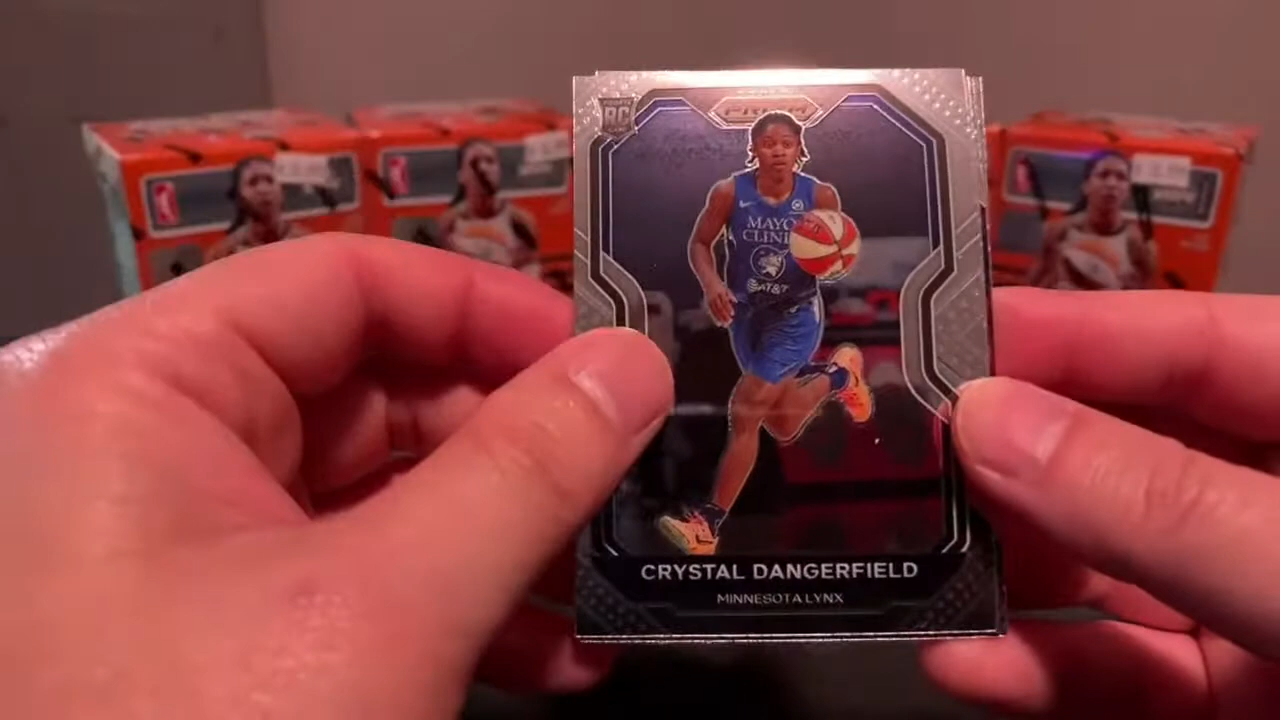 RC
PRIZM
MAYO
CLINIC
AT&T
CRYSTAL DANGERFIELD
MINNESOTA LYNX